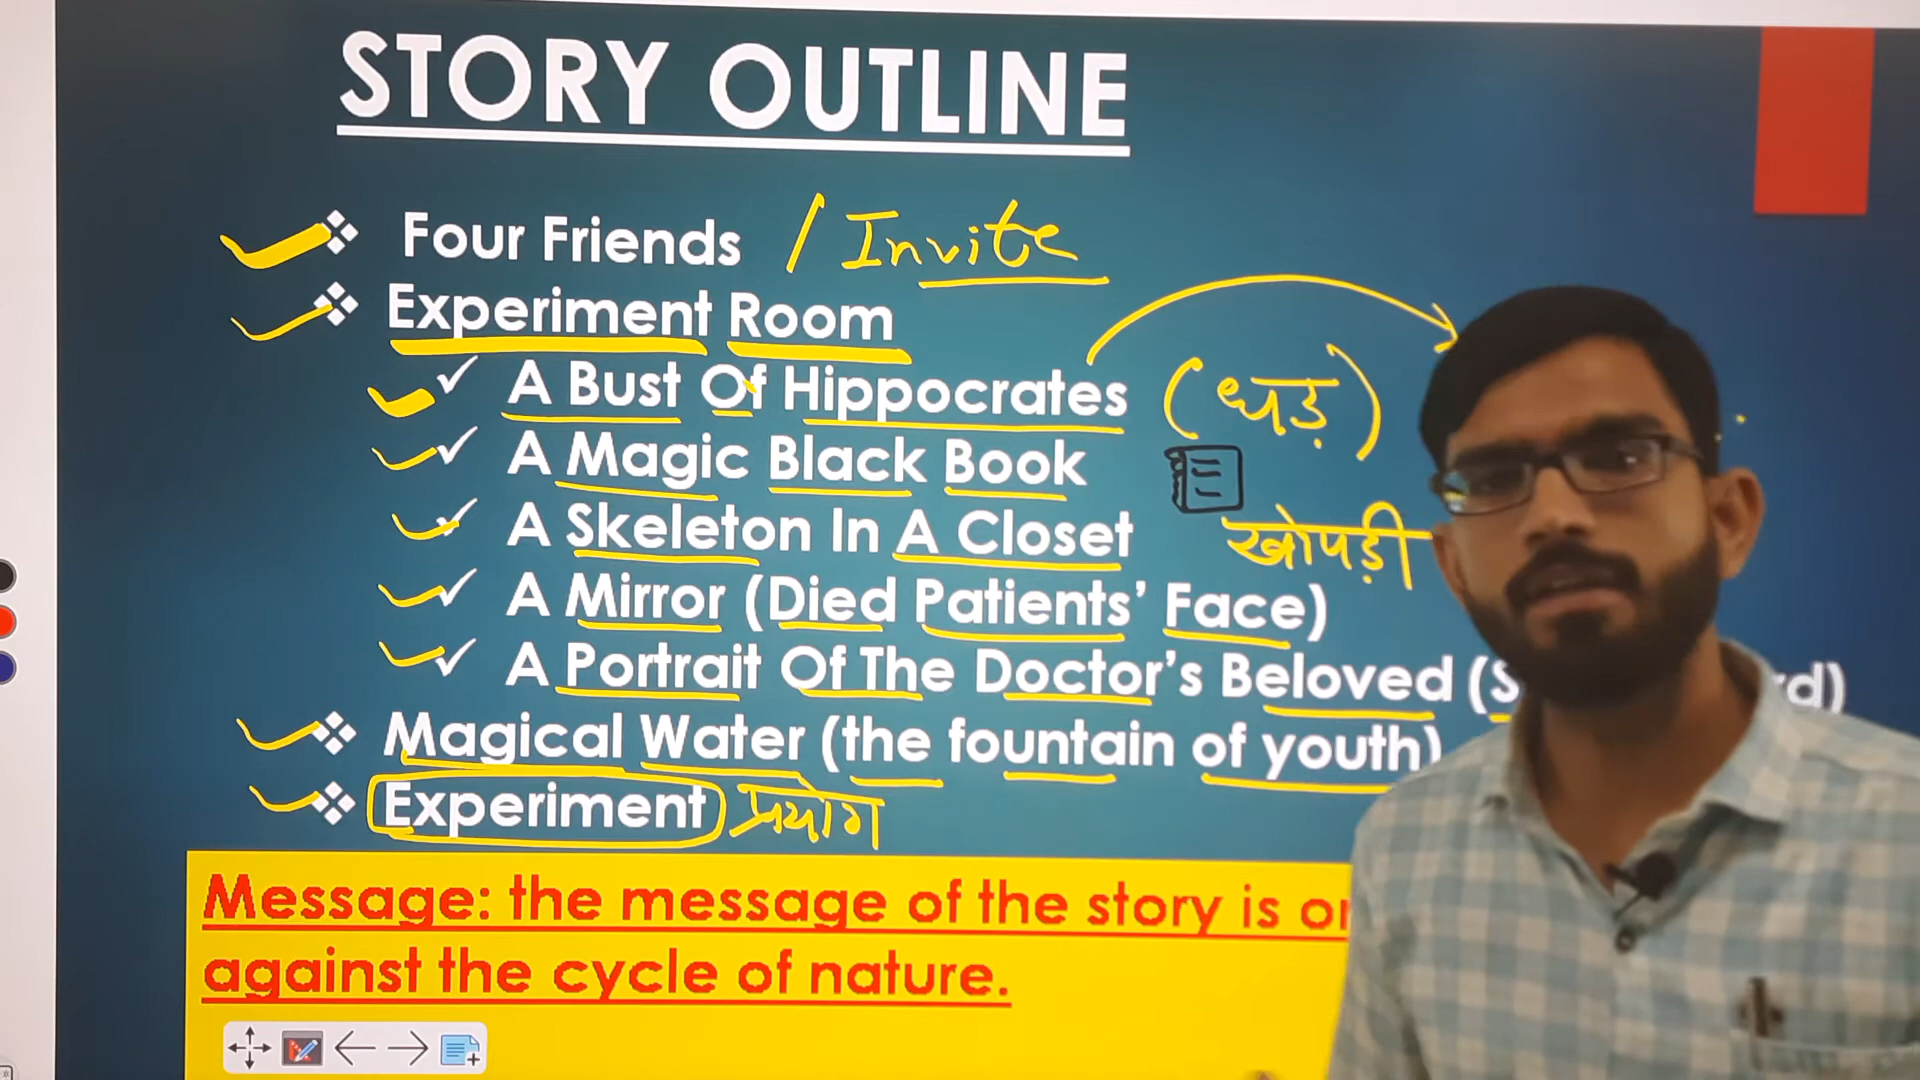 STORY OUTLINE
Four Friends / Invite
Experiment Room
A Bust Of Hippocrates (धड़)
A Magic Black Book
A Skeleton In A Closet खोपड़ी
A Mirror (Died Patients' Face)
A Portrait Of The Doctor's Beloved
Magical Water (the fountain of youth)
Experiment प्रयोग
Message: the message of the story is
against the cycle of nature.